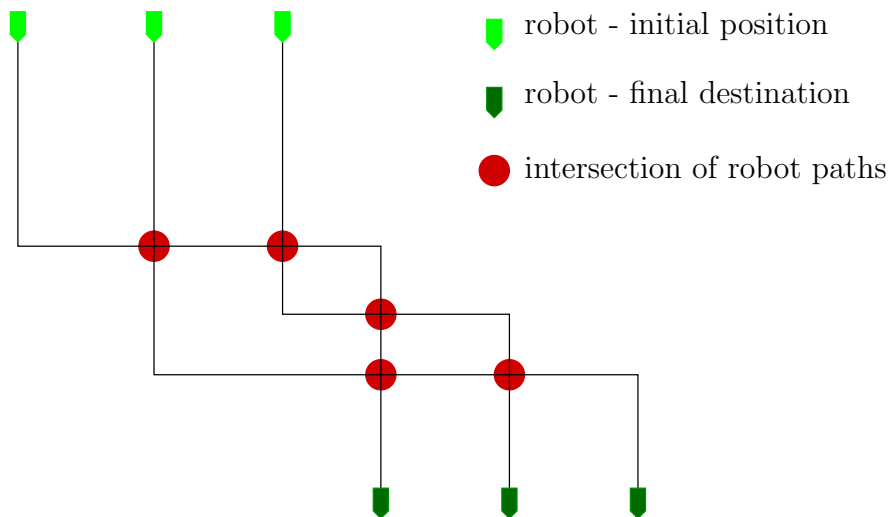 robot - initial position
robot - final destination
intersection of robot paths